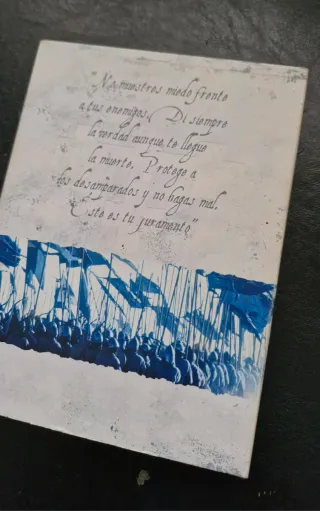 "No muestres miedo frente
a tus enemigos. Di siempre
la verdad aunque te llegue
la muerte. Protege a
los desamparados y no hagas mal.
Este es tu juramento"